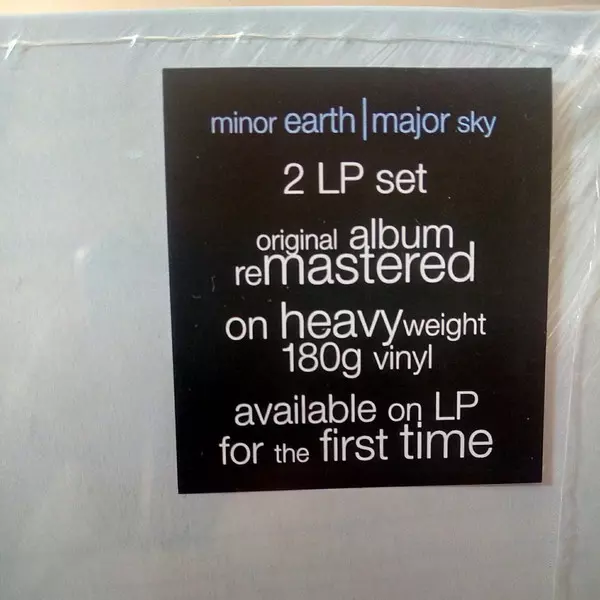 minor earth|major sky
2 LP set
original album
remastered
on heavyweight
180g vinyl
available on LP
for the first time